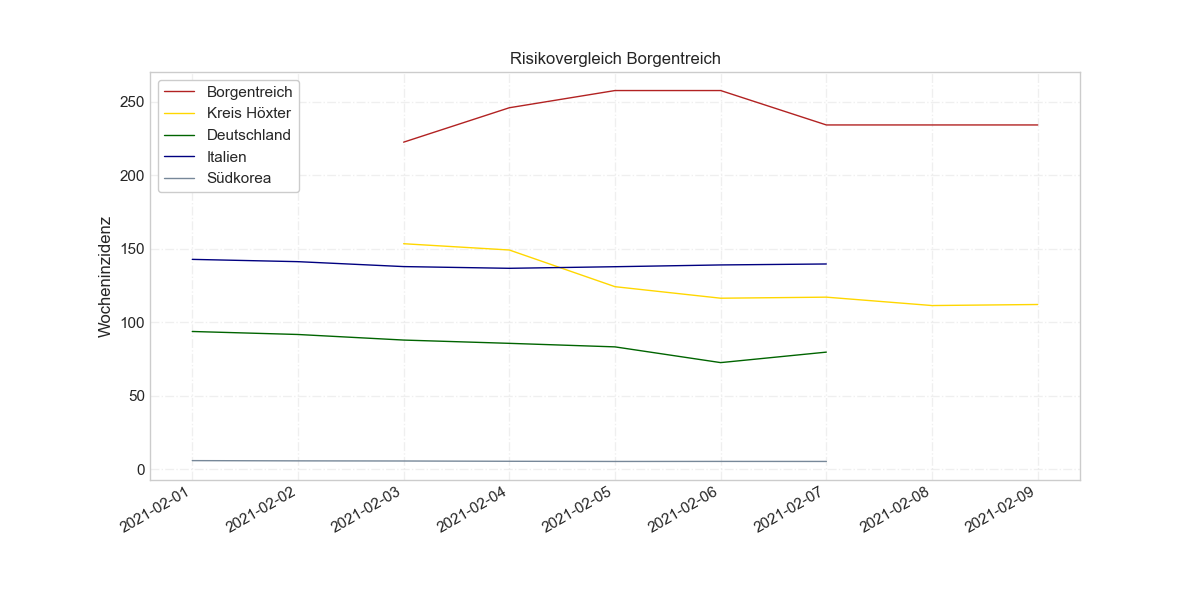 Risikovergleich Borgentreich
Borgentreich
Kreis Höxter
Deutschland
Italien
Südkorea
Wocheninzidenz
250
200
150
100
50
0
2021-02-01
2021-02-02
2021-02-03
2021-02-04
2021-02-05
2021-02-06
2021-02-07
2021-02-08
2021-02-09